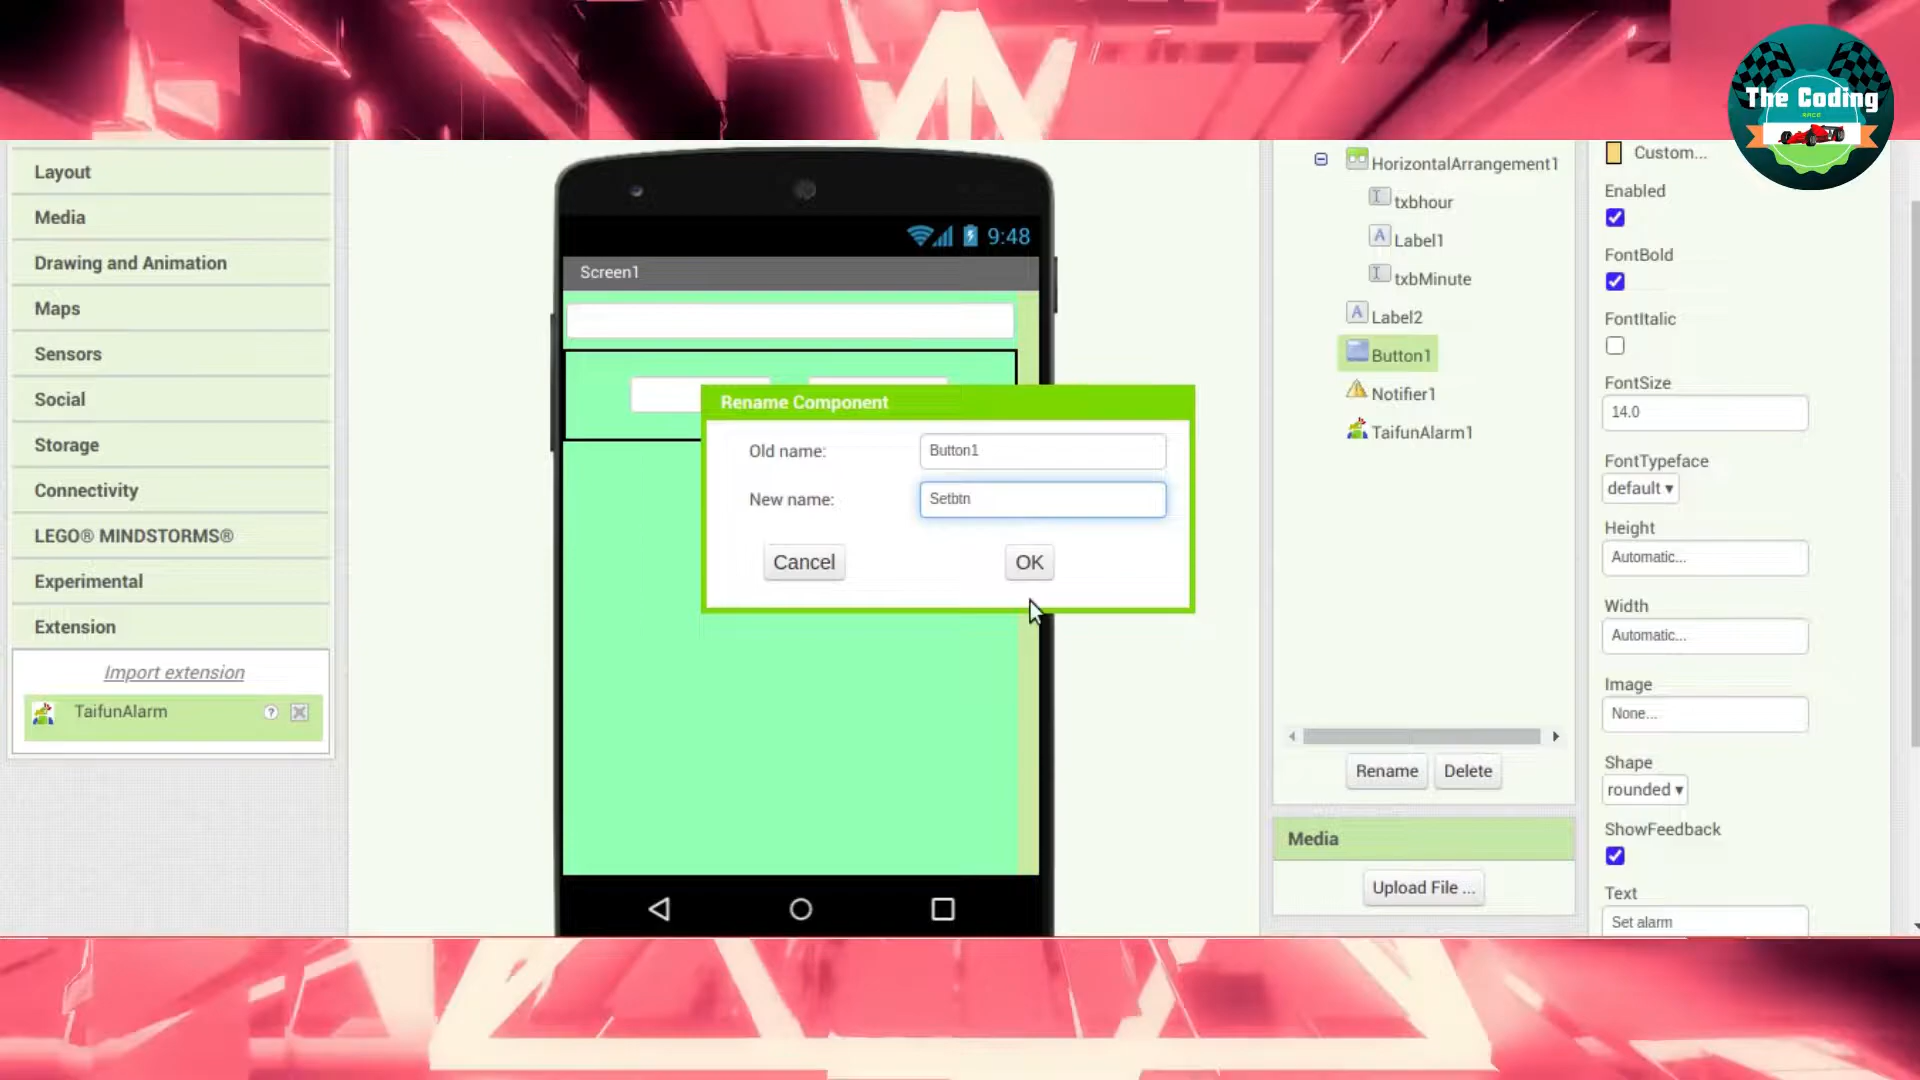 The Coding
RACE
Layout
Media
Drawing and Animation
Maps
Sensors
Social
Storage
Connectivity
LEGO® MINDSTORMS®
Experimental
Extension
Import extension
TaifunAlarm
?
9:48
Screen1
Rename Component
Old name:
Button1
New name:
Setbtn
Cancel
OK
HorizontalArrangement1
txbhour
Label1
txbMinute
Label2
Button1
Notifier1
TaifunAlarm1
Rename
Delete
Media
Upload File ...
Custom...
Enabled
FontBold
FontItalic
FontSize
14.0
FontTypeface
default
Height
Automatic...
Width
Automatic...
Image
None...
Shape
rounded
ShowFeedback
Text
Set alarm